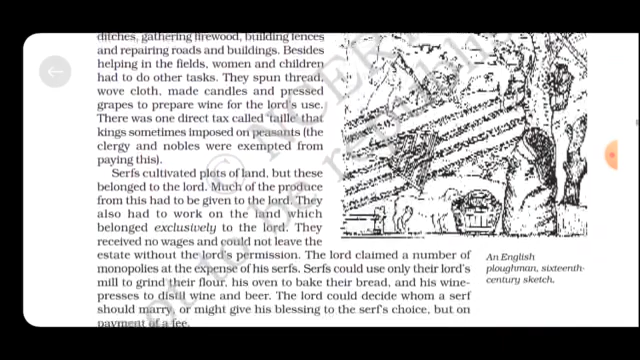 ditches, gathering firewood, building fences
and repairing roads and buildings. Besides
helping in the fields, women and children
had to do other tasks. They spun thread,
wove cloth, made candles and pressed
grapes to prepare wine for the lord's use.
There was one direct tax called 'taille' that
kings sometimes imposed on peasants (the
clergy and nobles were exempted from
paying this).
Serfs cultivated plots of land, but these
belonged to the lord. Much of the produce
from this had to be given to the lord. They
also had to work on the land which
belonged exclusively to the lord. They
received no wages and could not leave the
estate without the lord's permission. The lord claimed a number of
monopolies at the expense of his serfs. Serfs could use only their lord's
mill to grind their flour, his oven to bake their bread, and his wine-
presses to distil wine and beer. The lord could decide whom a serf
should marry, or might give his blessing to the serf's choice, but on
payment of a fee.
An English
ploughman, sixteenth-
century sketch.
© NCERT
not to be republished